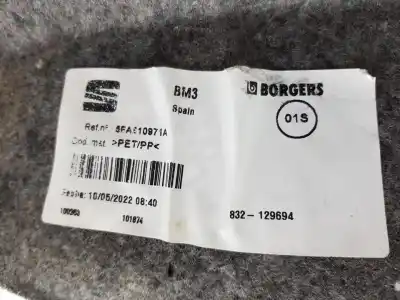 BM3
BORGERS
Spain
01S
Ref.nº 5FA810971A
Cod. mat. >PET/PP<
Fecha: 10/05/2022 08:40
832-129694
101874